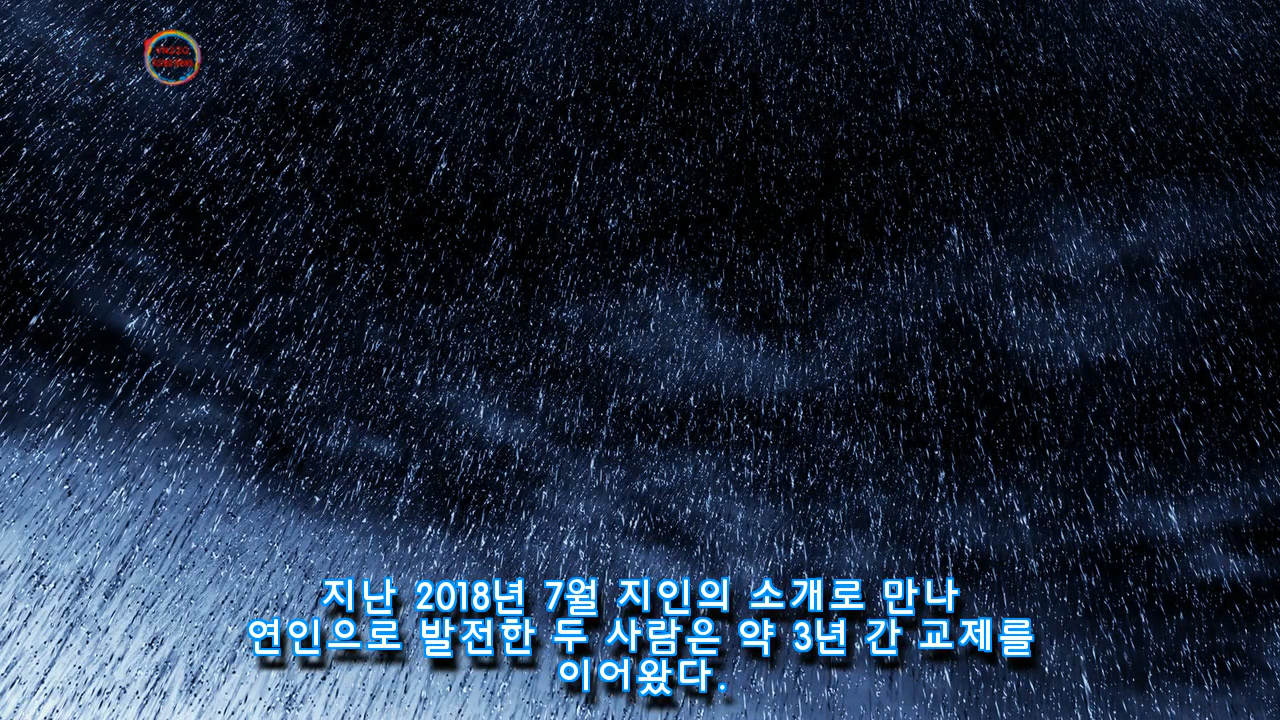 지난 2018년 7월 지인의 소개로 만나
연인으로 발전한 두 사람은 약 3년 간 교제를
이어왔다.